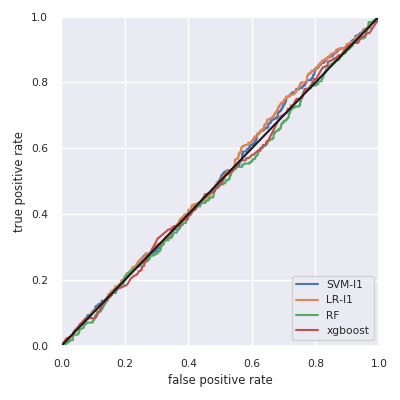 1.0
0.8
0.6
0.4
0.2
0.0
true positive rate
0.0 0.2 0.4 0.6 0.8 1.0
false positive rate
SVM-l1
LR-l1
RF
xgboost